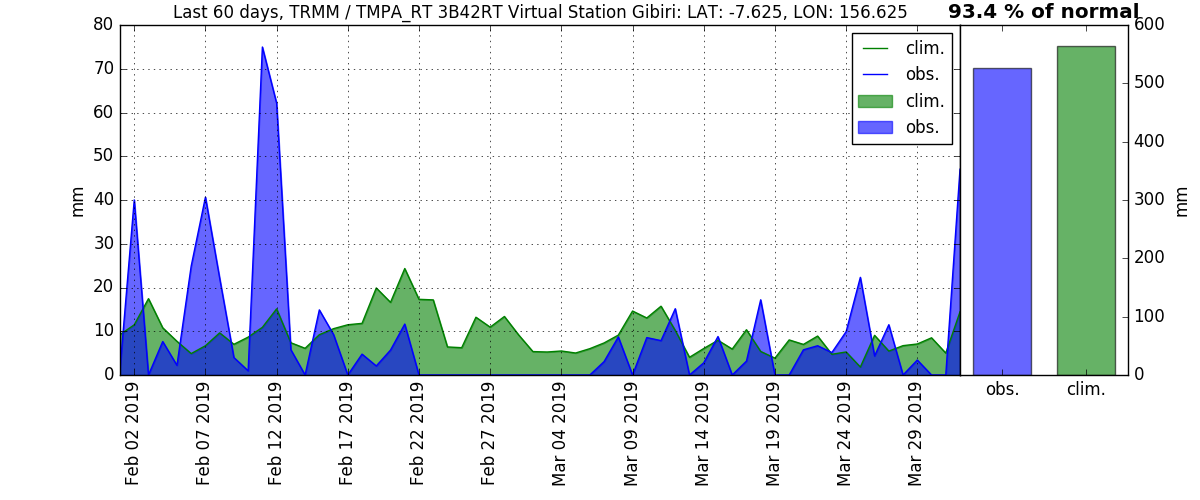 Last 60 days, TRMM / TMPA_RT 3B42RT Virtual Station Gibiri: LAT: -7.625, LON: 156.625
93.4 % of normal
80
70
60
50
40
30
20
10
0
mm
clim.
obs.
clim.
obs.
600
500
400
300
200
100
0
mm
obs.
clim.
Feb 02 2019
Feb 07 2019
Feb 12 2019
Feb 17 2019
Feb 22 2019
Feb 27 2019
Mar 04 2019
Mar 09 2019
Mar 14 2019
Mar 19 2019
Mar 24 2019
Mar 29 2019